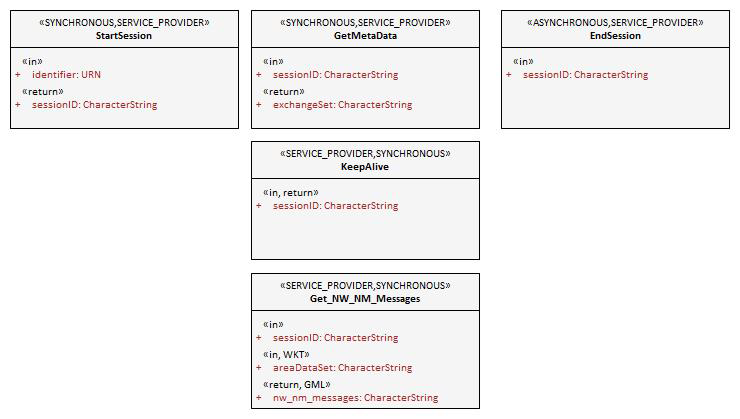 «SYNCHRONOUS,SERVICE_PROVIDER»
StartSession
«in»
+ identifier: URN
«return»
+ sessionID: CharacterString
«SYNCHRONOUS,SERVICE_PROVIDER»
GetMetaData
«in»
+ sessionID: CharacterString
«return»
+ exchangeSet: CharacterString
«ASYNCHRONOUS,SERVICE_PROVIDER»
EndSession
«in»
+ sessionID: CharacterString
«SERVICE_PROVIDER,SYNCHRONOUS»
KeepAlive
«in, return»
+ sessionID: CharacterString
«SERVICE_PROVIDER,SYNCHRONOUS»
Get_NW_NM_Messages
«in»
+ sessionID: CharacterString
«in, WKT»
+ areaDataSet: CharacterString
«return, GML»
+ nw_nm_messages: CharacterString